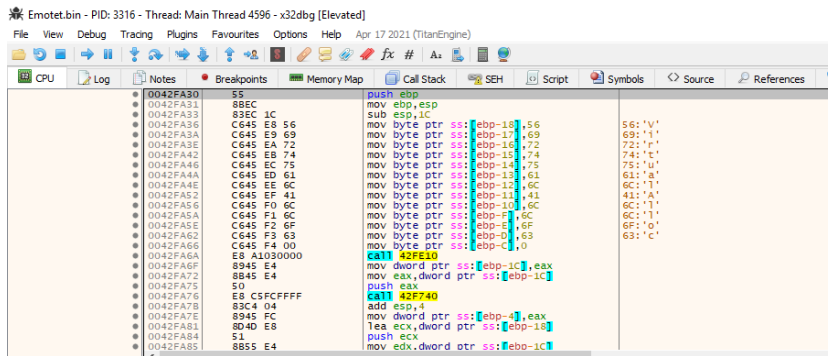 Emotet.bin - PID: 3316 - Thread: Main Thread 4596 - x32dbg [Elevated]
File View Debug Tracing Plugins Favourites Options Help Apr 17 2021 (TitanEngine)
CPU Log Notes Breakpoints Memory Map Call Stack SEH Script Symbols Source References
0042FA30 55 push ebp
0042FA31 8BEC mov ebp,esp
0042FA33 83EC 1C sub esp,1C
0042FA36 C645 E8 56 mov byte ptr ss:[ebp-18],56 56:'V'
0042FA3A C645 E9 69 mov byte ptr ss:[ebp-17],69 69:'i'
0042FA3E C645 EA 72 mov byte ptr ss:[ebp-16],72 72:'r'
0042FA42 C645 EB 74 mov byte ptr ss:[ebp-15],74 74:'t'
0042FA46 C645 EC 75 mov byte ptr ss:[ebp-14],75 75:'u'
0042FA4A C645 ED 61 mov byte ptr ss:[ebp-13],61 61:'a'
0042FA4E C645 EE 6C mov byte ptr ss:[ebp-12],6C 6C:'l'
0042FA52 C645 EF 41 mov byte ptr ss:[ebp-11],41 41:'A'
0042FA56 C645 F0 6C mov byte ptr ss:[ebp-10],6C 6C:'l'
0042FA5A C645 F1 6C mov byte ptr ss:[ebp-F],6C 6C:'l'
0042FA5E C645 F2 6F mov byte ptr ss:[ebp-E],6F 6F:'o'
0042FA62 C645 F3 63 mov byte ptr ss:[ebp-D],63 63:'c'
0042FA66 C645 F4 00 mov byte ptr ss:[ebp-C],0
0042FA6A E8 A1030000 call 42FE10
0042FA6F 8945 E4 mov dword ptr ss:[ebp-1C],eax
0042FA72 8B45 E4 mov eax,dword ptr ss:[ebp-1C]
0042FA75 50 push eax
0042FA76 E8 C5FCFFFF call 42F740
0042FA7B 83C4 04 add esp,4
0042FA7E 8945 FC mov dword ptr ss:[ebp-4],eax
0042FA81 8D4D E8 lea ecx,dword ptr ss:[ebp-18]
0042FA84 51 push ecx
0042FA85 8B55 E4 mov edx,dword ptr ss:[ebp-1C]